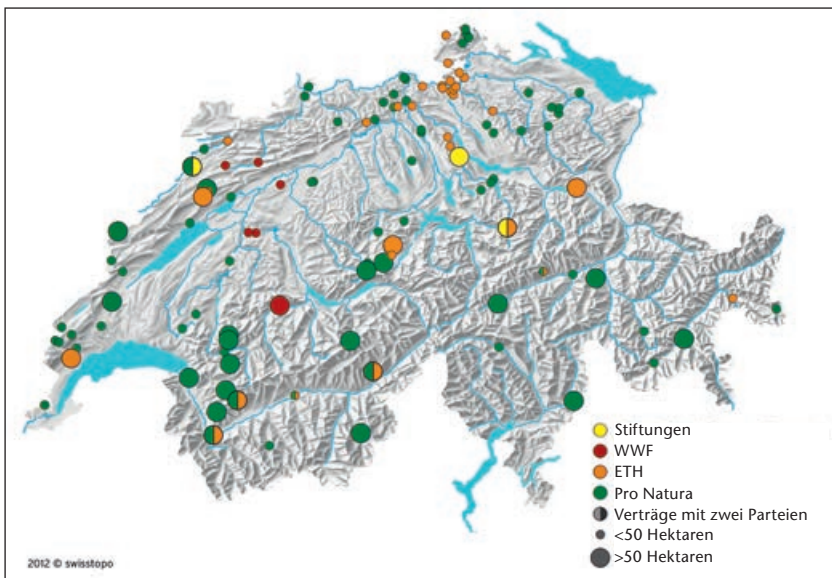 Stiftungen
WWF
ETH
Pro Natura
Verträge mit zwei Parteien
<50 Hektaren
>50 Hektaren
2012 © swisstopo